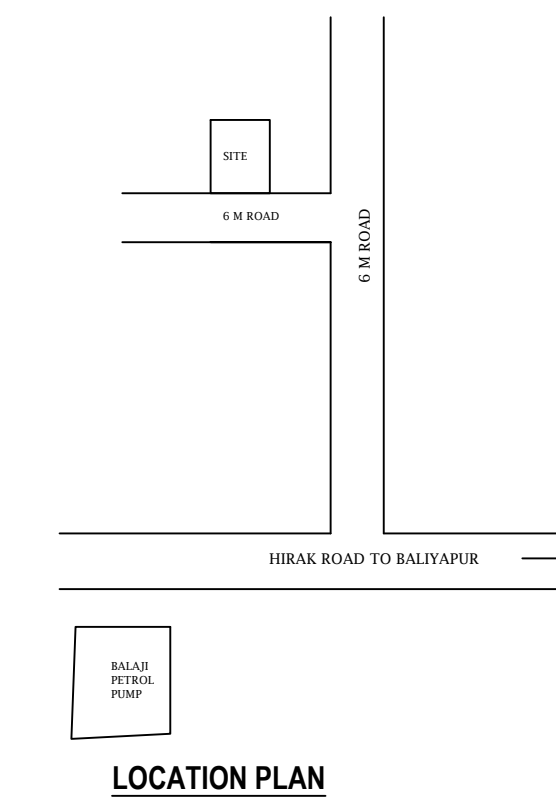 SITE
6 M ROAD
6 M ROAD
HIRAK ROAD TO BALIYAPUR
BALAJI
PETROL
PUMP
LOCATION PLAN